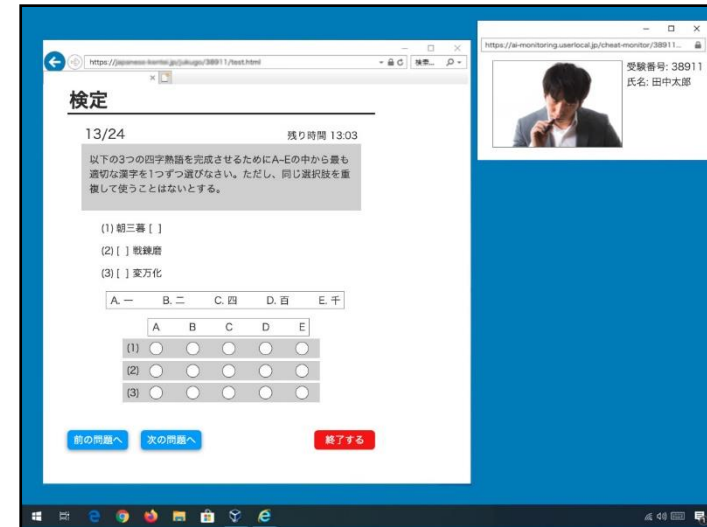 https://japanese-kentei.jp/jukugo/38911/test.html
検索...
検定
13/24
残り時間 13:03
以下の3つの四字熟語を完成させるためにA–Eの中から最も
適切な漢字を1つずつ選びなさい。ただし、同じ選択肢を重
複して使うことはないとする。
(1) 朝三暮 [ ]
(2) [ ] 戦錬磨
(3) [ ] 変万化
A. 一 B. 二 C. 四 D. 百 E. 千
A B C D E
(1)
(2)
(3)
前の問題へ 次の問題へ 終了する
https://ai-monitoring.userlocal.jp/cheat-monitor/38911...
受験番号: 38911
氏名: 田中太郎